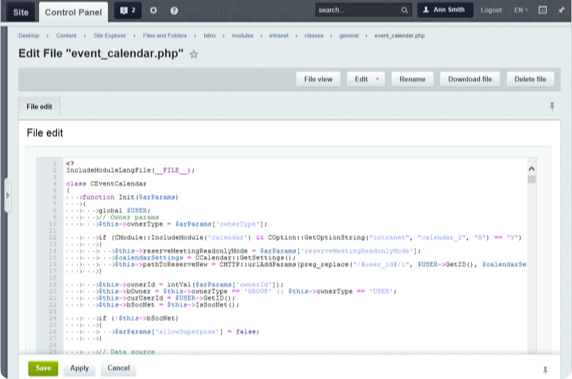 Site Control Panel 2 search... Ann Smith Logout EN
Desktop › Content › Site Explorer › Files and Folders › bitrix › modules › intranet › classes › general › event_calendar.php
Edit File "event_calendar.php"
File view Edit Rename Download file Delete file
File edit
File edit
1 <?
2 IncludeModuleLangFile(__FILE__);
3
4 class CEventCalendar
5 {
6 function Init($arParams)
7 {
8 global $USER;
9 // Owner params
10 $this->ownerType = $arParams['ownerType'];
11
12 if (CModule::IncludeModule('calendar') && COption::GetOptionString("intranet", "calendar_2", "N") == "Y")
13 {
14 $this->reserveMeetingReadonlyMode = $arParams['reserveMeetingReadonlyMode'];
15 $calendarSettings = CCalendar::GetSettings();
16 $this->pathToReserveNew = CHTTP::urlAddParams(preg_replace("/#user_id#/i", $USER->GetID(), $calendarSe
17 }
18
19 $this->ownerId = intVal($arParams['ownerId']);
20 $this->bOwner = $this->ownerType == 'GROUP' || $this->ownerType == 'USER';
21 $this->curUserId = $USER->GetID();
22 $this->bSocNet = $this->IsSocNet();
23
24 if (!$this->bSocNet)
25 {
26 $arParams['allowSuperpose'] = false;
27 }
28
29 // Data source
Save Apply Cancel